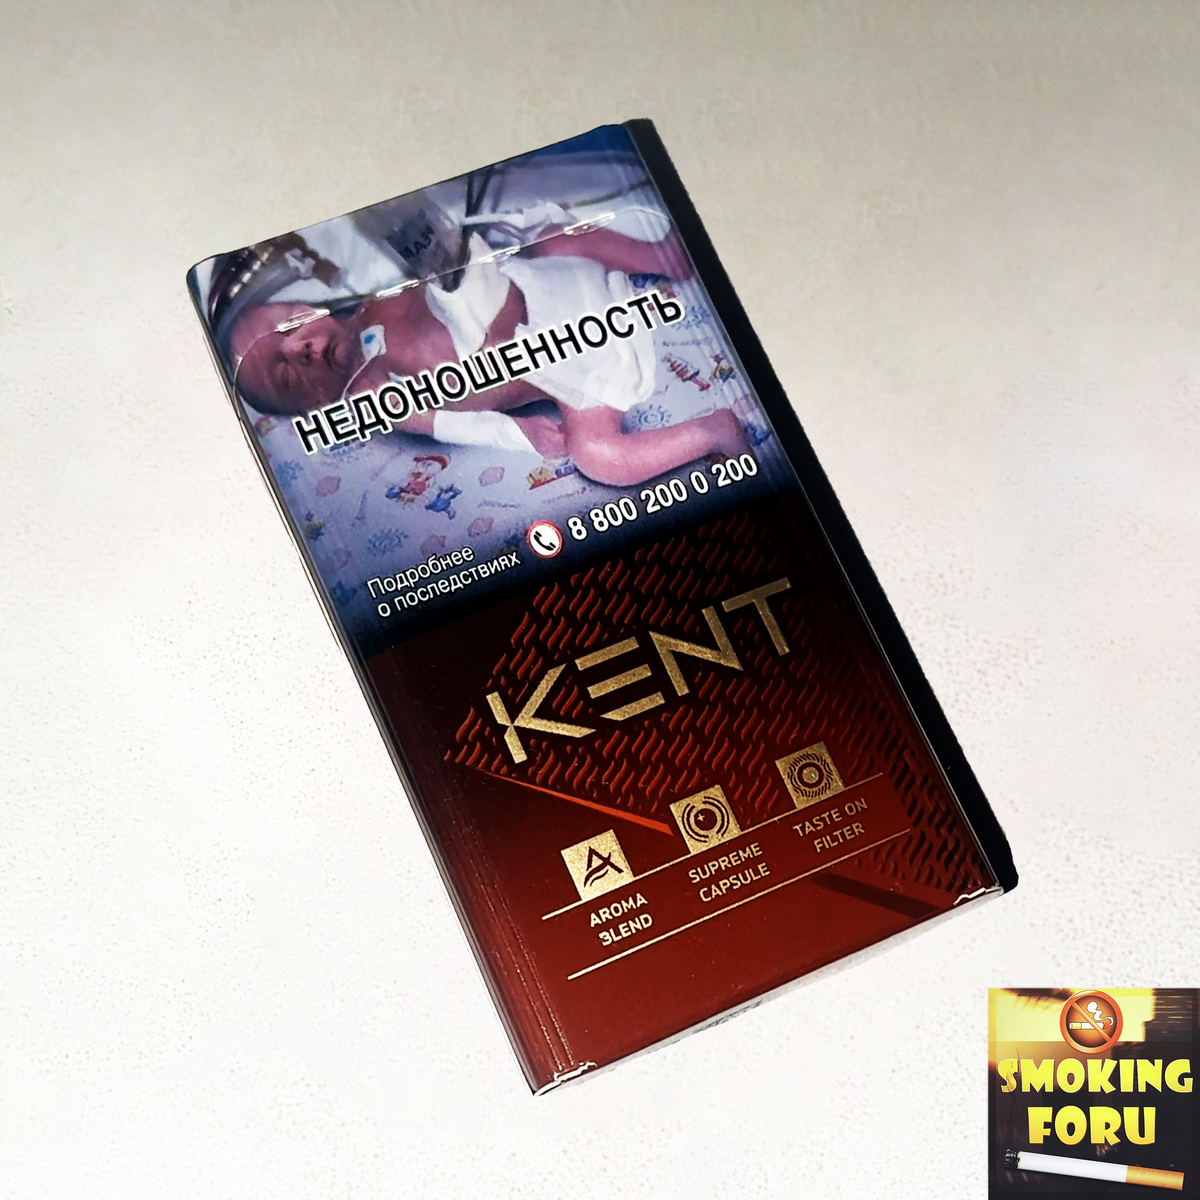 НЕДОНОШЕННОСТЬ
Подробнее
о последствиях
8 800 200 0 200
KENT
AROMA
BLEND
SUPREME
CAPSULE
TASTE ON
FILTER
SMOKING
FORU